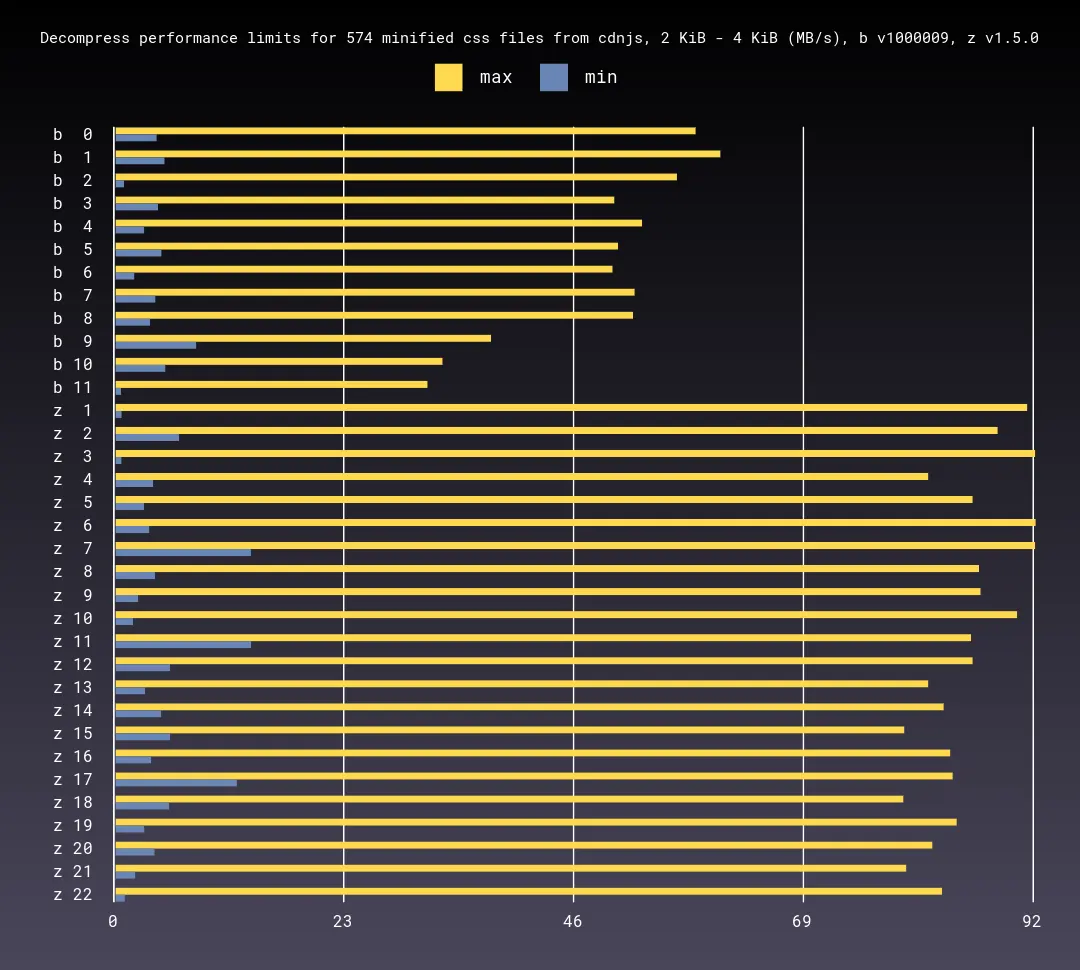 Decompress performance limits for 574 minified css files from cdnjs, 2 KiB - 4 KiB (MB/s), b v1000009, z v1.5.0
max min
b 0
b 1
b 2
b 3
b 4
b 5
b 6
b 7
b 8
b 9
b 10
b 11
z 1
z 2
z 3
z 4
z 5
z 6
z 7
z 8
z 9
z 10
z 11
z 12
z 13
z 14
z 15
z 16
z 17
z 18
z 19
z 20
z 21
z 22
0 23 46 69 92